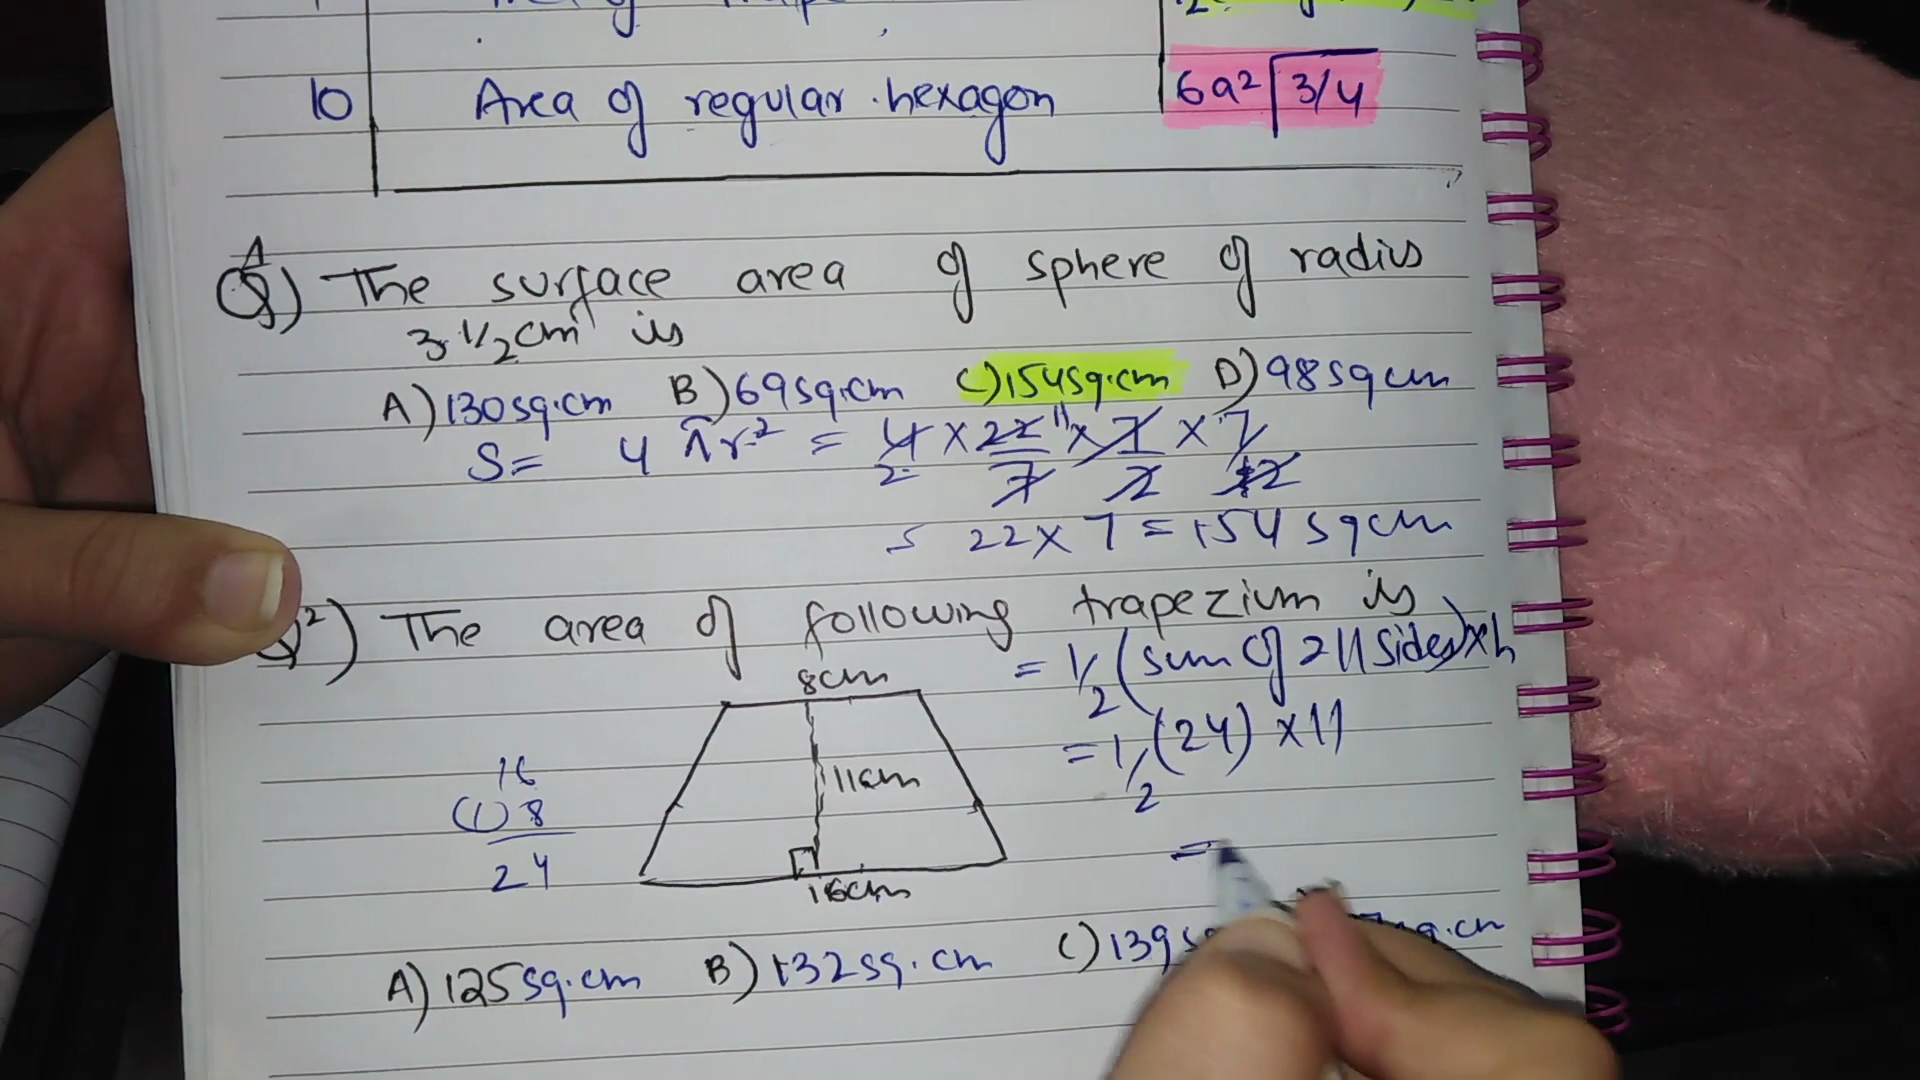 10 Area of regular hexagon 6a² √3/4
Q) The surface area of sphere of radius
3 1/2 cm is
A) 130 sq.cm B) 69 sq.cm C) 154 sq.cm D) 98 sq cm
S = 4 π r² = 4 × 22/7 × 7/2 × 7/2
= 22 × 7 = 154 sq cm
2) The area of following trapezium is
= 1/2 (sum of 2 || sides) × h
8cm
= 1/2 (24) × 11
11cm
16
(1) 8
24
=
16cm
A) 125 sq.cm B) 132 sq.cm C) 139